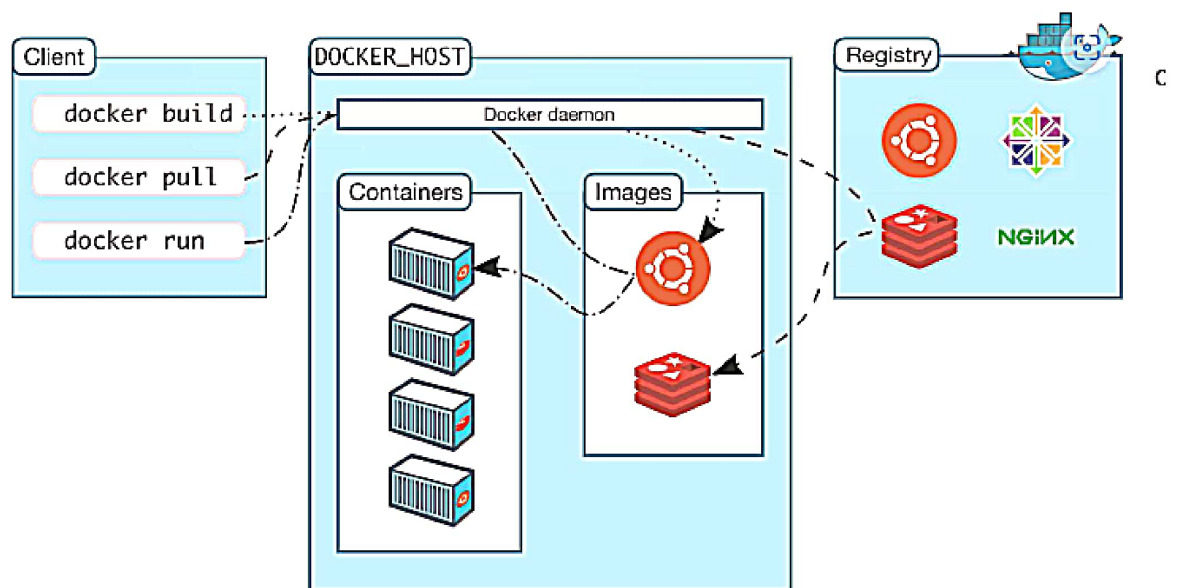 Client
docker build
docker pull
docker run
DOCKER_HOST
Docker daemon
Containers
Images
Registry
NGiNX
C